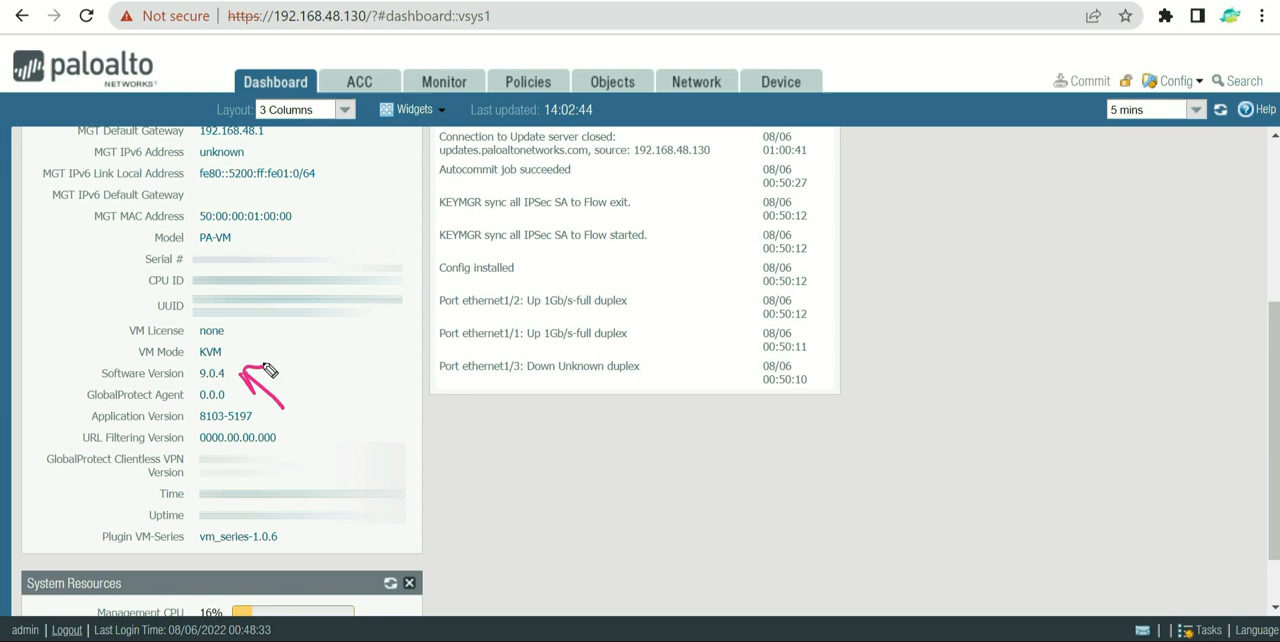 Not secure | https://192.168.48.130/?#dashboard::vsys1
paloalto
NETWORKS
Dashboard ACC Monitor Policies Objects Network Device
Commit Config Search
Layout: 3 Columns Widgets Last updated: 14:02:44 5 mins Help
MGT Default Gateway 192.168.48.1
MGT IPv6 Address unknown
MGT IPv6 Link Local Address fe80::5200:ff:fe01:0/64
MGT IPv6 Default Gateway
MGT MAC Address 50:00:00:01:00:00
Model PA-VM
Serial #
CPU ID
UUID
VM License none
VM Mode KVM
Software Version 9.0.4
GlobalProtect Agent 0.0.0
Application Version 8103-5197
URL Filtering Version 0000.00.00.000
GlobalProtect Clientless VPN
Version
Time
Uptime
Plugin VM-Series vm_series-1.0.6
Connection to Update server closed: 08/06
updates.paloaltonetworks.com, source: 192.168.48.130 01:00:41
Autocommit job succeeded 08/06
00:50:27
KEYMGR sync all IPSec SA to Flow exit. 08/06
00:50:12
KEYMGR sync all IPSec SA to Flow started. 08/06
00:50:12
Config installed 08/06
00:50:12
Port ethernet1/2: Up 1Gb/s-full duplex 08/06
00:50:12
Port ethernet1/1: Up 1Gb/s-full duplex 08/06
00:50:11
Port ethernet1/3: Down Unknown duplex 08/06
00:50:10
System Resources
Management CPU 16%
admin | Logout | Last Login Time: 08/06/2022 00:48:33 | | Tasks | Language